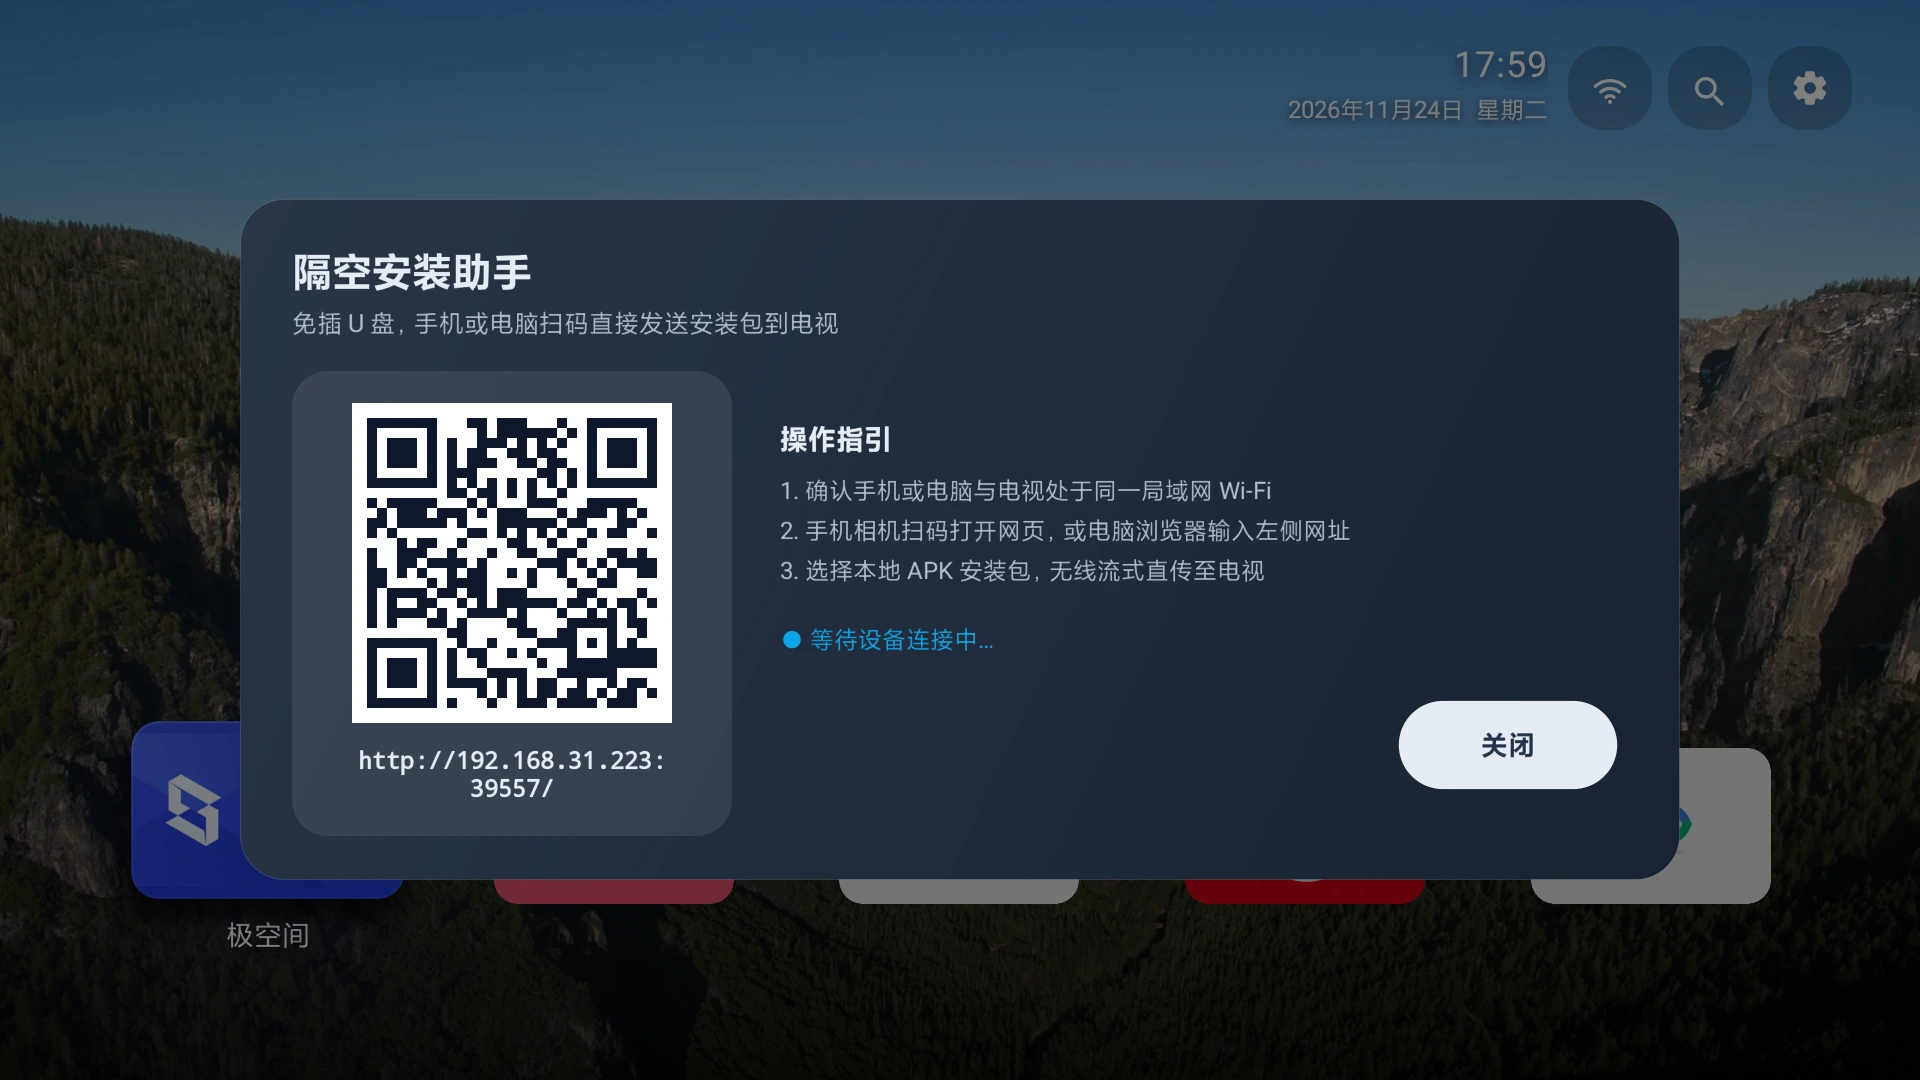 17:59
2026年11月24日 星期二
隔空安装助手
免插 U 盘，手机或电脑扫码直接发送安装包到电视
操作指引
1. 确认手机或电脑与电视处于同一局域网 Wi-Fi
2. 手机相机扫码打开网页，或电脑浏览器输入左侧网址
3. 选择本地 APK 安装包，无线流式直传至电视
等待设备连接中...
http://192.168.31.223:
39557/
关闭
极空间